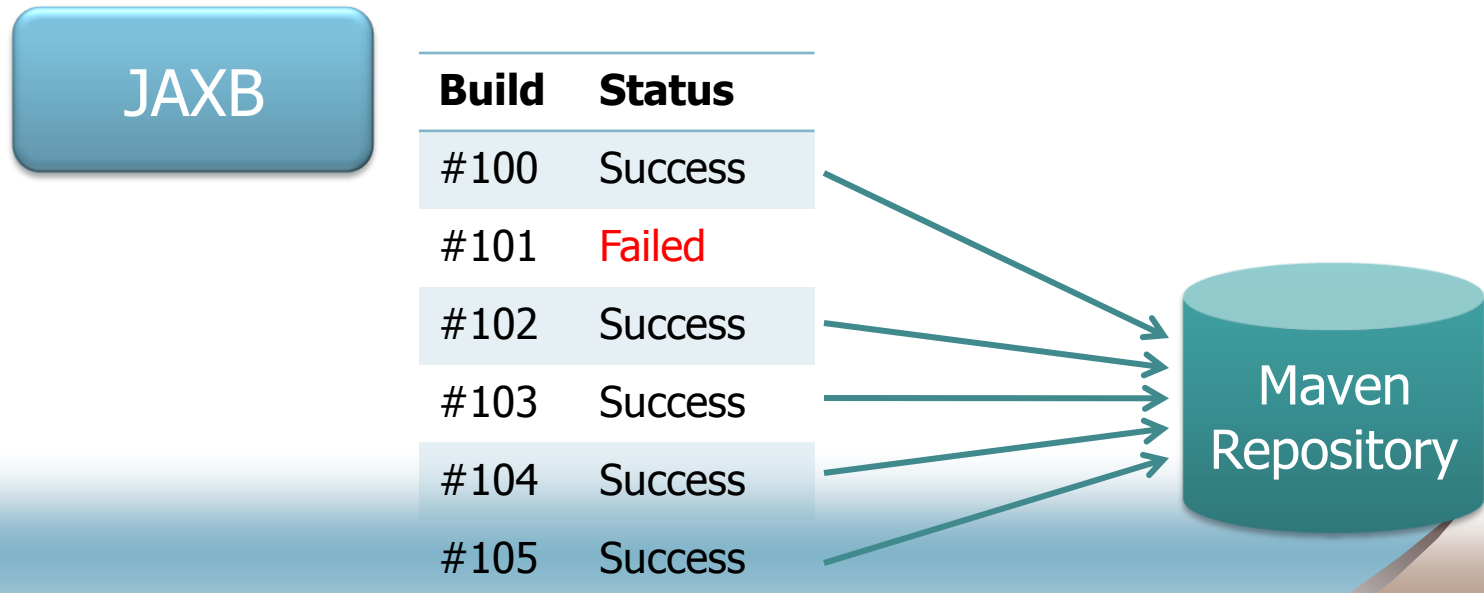 JAXB
Build Status
#100 Success
#101 Failed
#102 Success
#103 Success
#104 Success
#105 Success
Maven
Repository